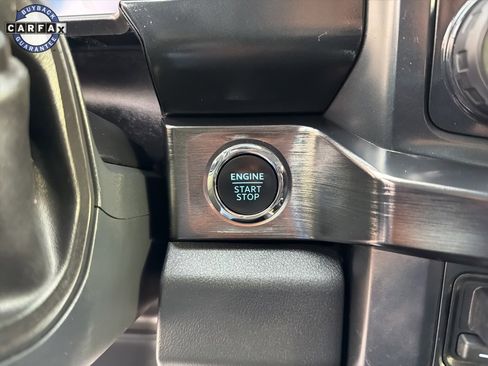 BUYBACK
CARFAX
GUARANTEE
ENGINE
START
STOP